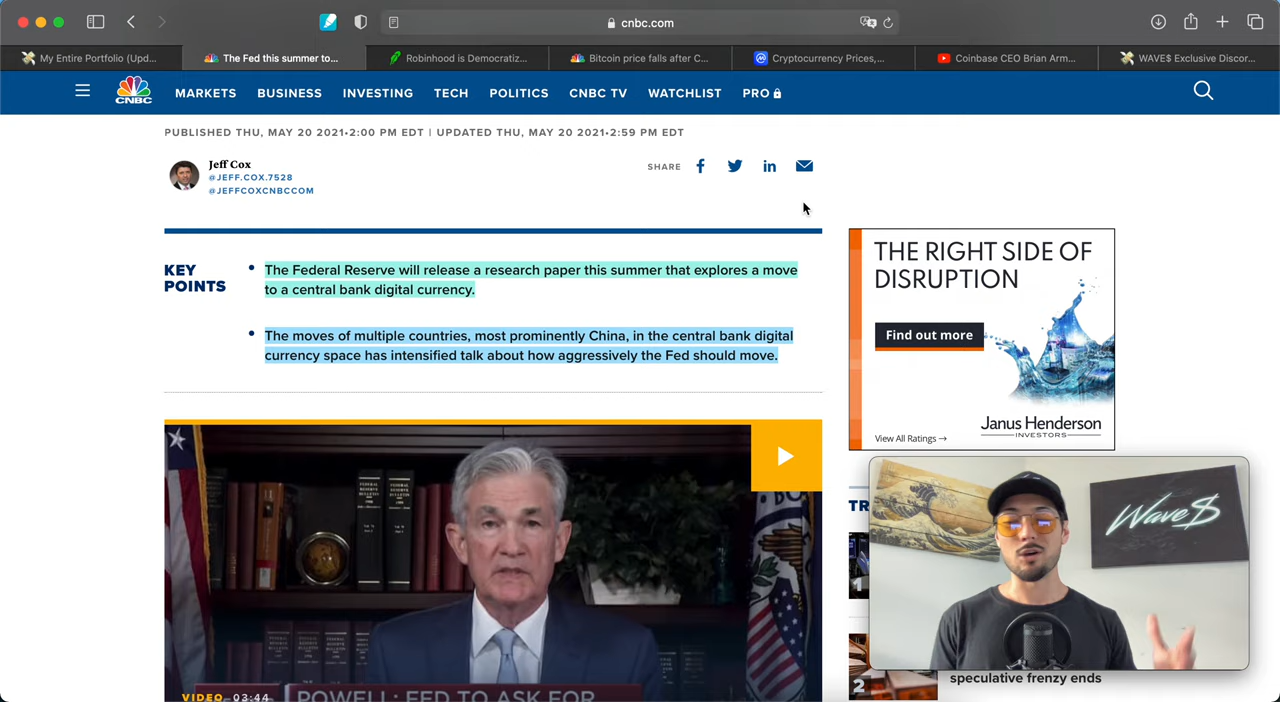 cnbc.com
My Entire Portfolio (Upd...
The Fed this summer to...
Robinhood is Democratiz...
Bitcoin price falls after C...
Cryptocurrency Prices,...
Coinbase CEO Brian Arm...
WAVE$ Exclusive Discor...
CNBC
MARKETS BUSINESS INVESTING TECH POLITICS CNBC TV WATCHLIST PRO
PUBLISHED THU, MAY 20 2021•2:00 PM EDT | UPDATED THU, MAY 20 2021•2:59 PM EDT
Jeff Cox
@JEFF.COX.7528
@JEFFCOXCNBCCOM
SHARE
KEY
POINTS
• The Federal Reserve will release a research paper this summer that explores a move
to a central bank digital currency.
• The moves of multiple countries, most prominently China, in the central bank digital
currency space has intensified talk about how aggressively the Fed should move.
THE RIGHT SIDE OF
DISRUPTION
Find out more
Janus Henderson
INVESTORS
View All Ratings →
TR
1
2
Wave$
speculative frenzy ends
VIDEO 03:44
POWELL: FED TO ASK FOR